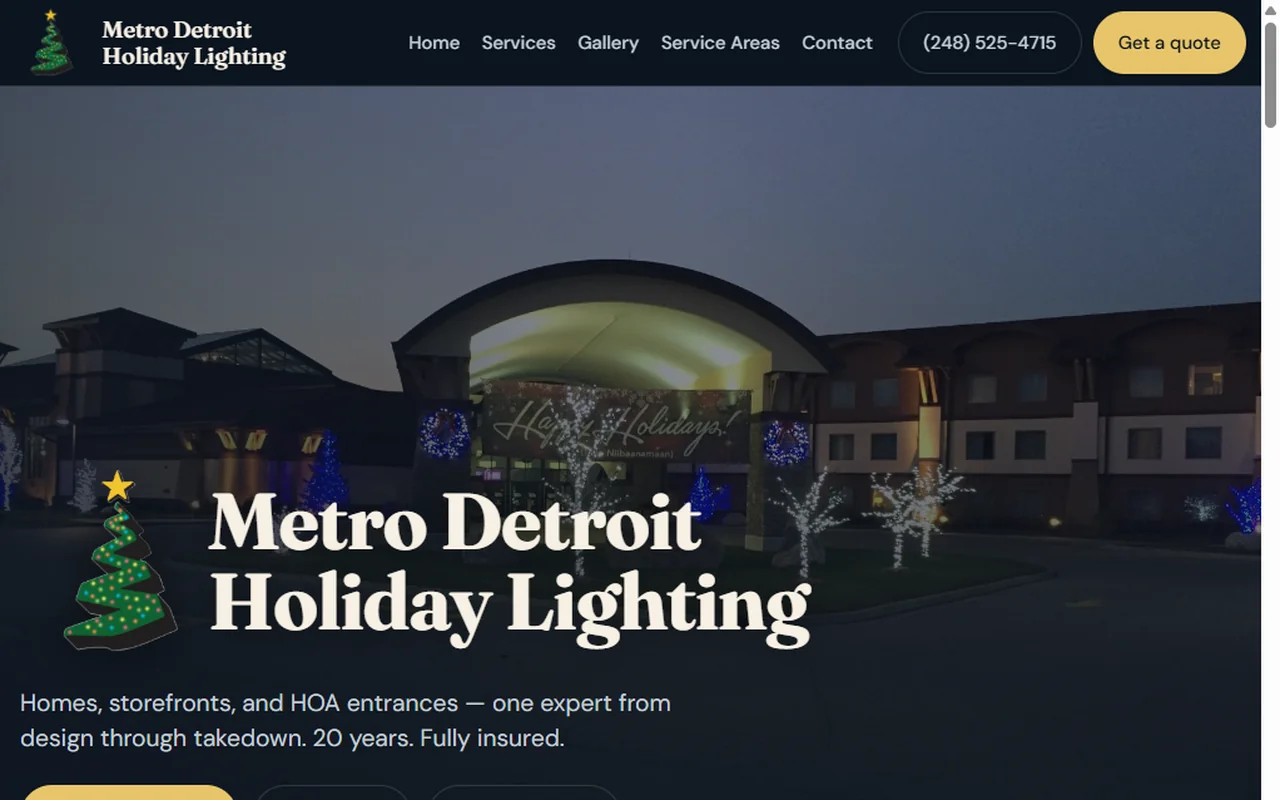 Metro Detroit
Holiday Lighting
Home
Services
Gallery
Service Areas
Contact
(248) 525-4715
Get a quote
Happy Holidays!
Metro Detroit
Holiday Lighting
Homes, storefronts, and HOA entrances — one expert from
design through takedown. 20 years. Fully insured.